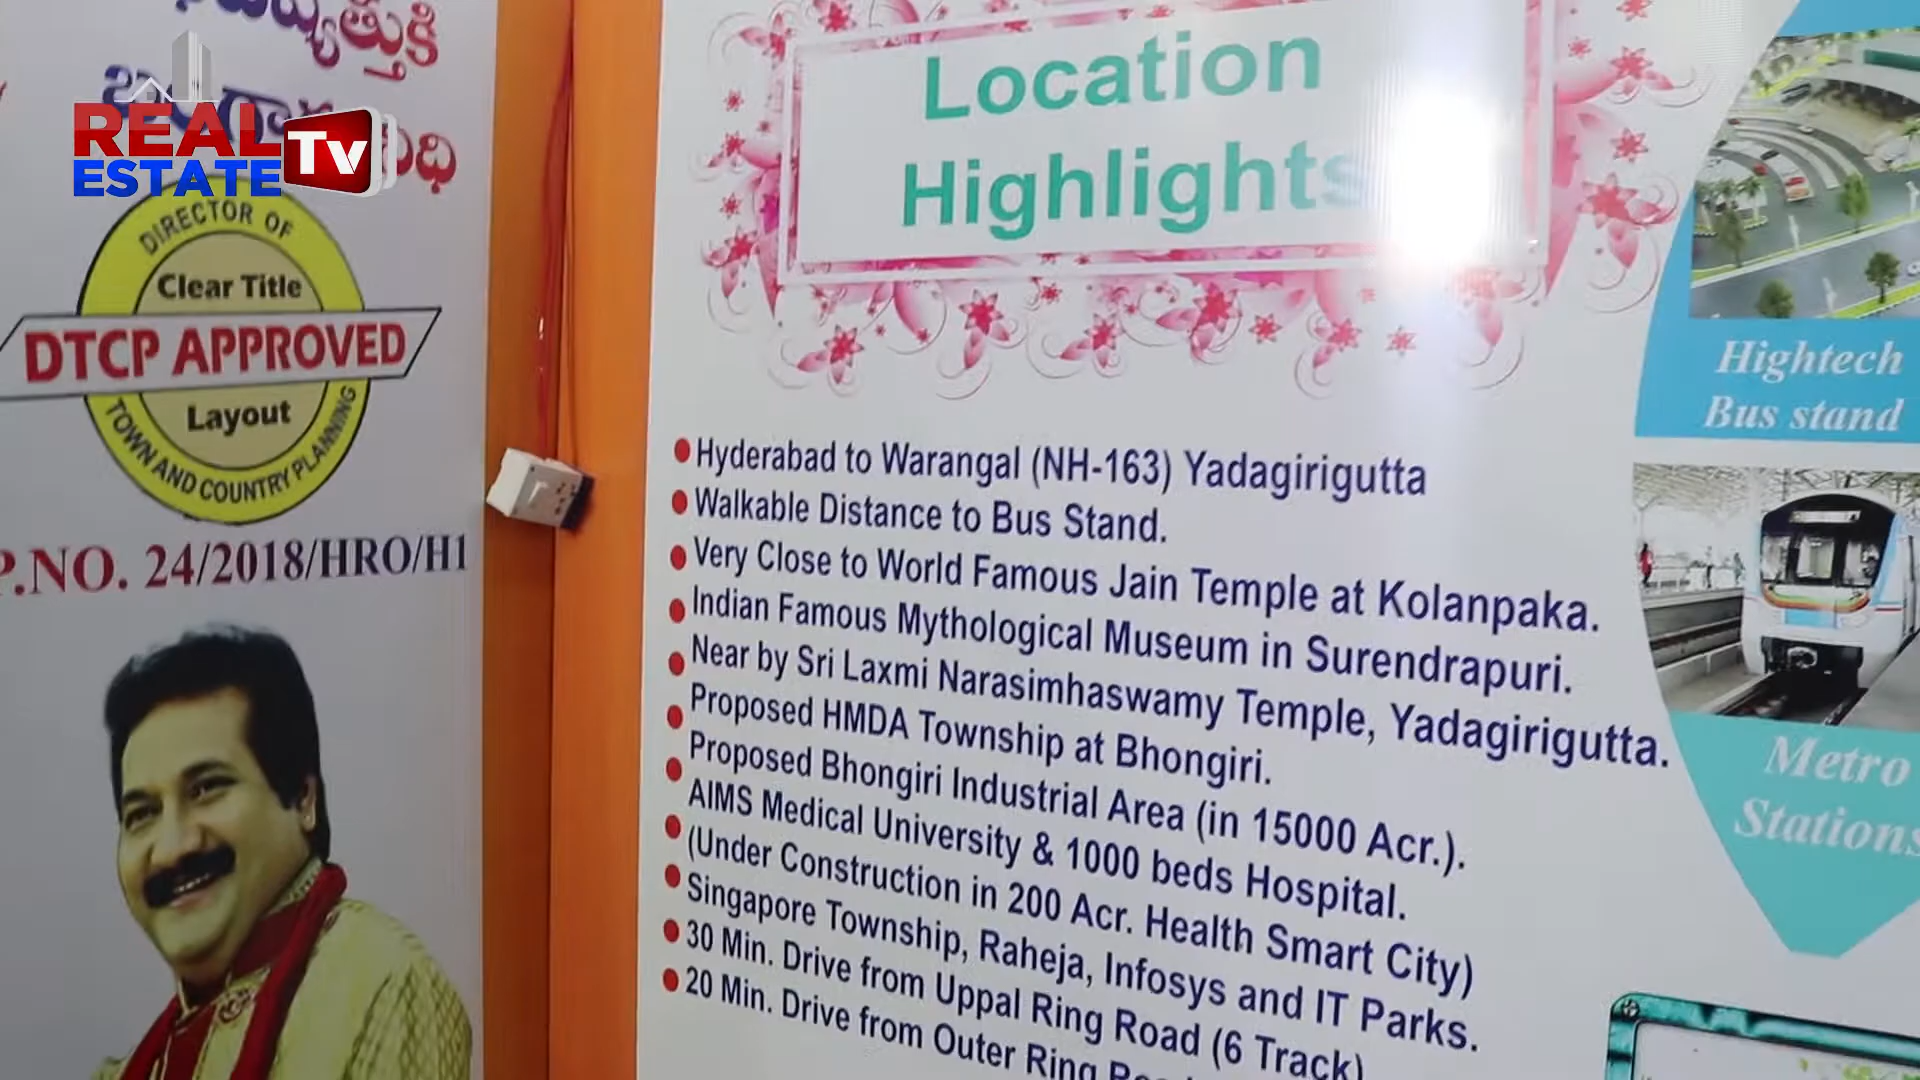 REAL
ESTATE
Tv
DIRECTOR OF
Clear Title
DTCP APPROVED
Layout
TOWN AND COUNTRY PLANNING
P.NO. 24/2018/HRO/H1
Location
Highlights
Hyderabad to Warangal (NH-163) Yadagirigutta
Walkable Distance to Bus Stand.
Very Close to World Famous Jain Temple at Kolanpaka.
Indian Famous Mythological Museum in Surendrapuri.
Near by Sri Laxmi Narasimhaswamy Temple, Yadagirigutta.
Proposed HMDA Township at Bhongiri.
Proposed Bhongiri Industrial Area (in 15000 Acr.).
AIMS Medical University & 1000 beds Hospital.
(Under Construction in 200 Acr. Health Smart City)
Singapore Township, Raheja, Infosys and IT Parks.
30 Min. Drive from Uppal Ring Road (6 Track)
20 Min. Drive from Outer Ring
Hightech
Bus stand
Metro
Stations